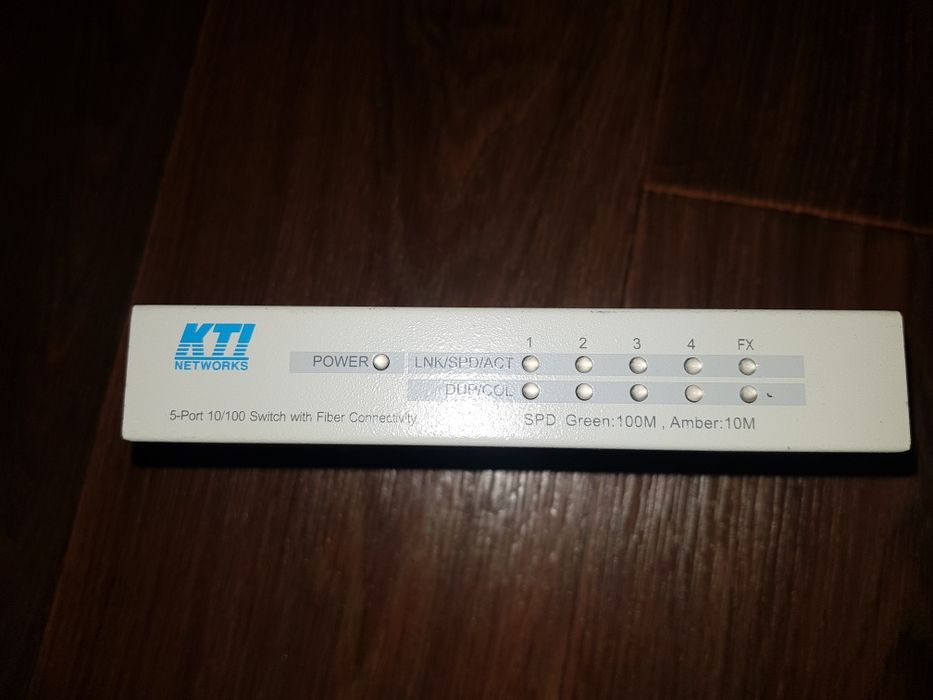 KTI
NETWORKS
1 2 3 4 FX
POWER LNK/SPD/ACT
DUP/COL
5-Port 10/100 Switch with Fiber Connectivity
SPD Green:100M , Amber:10M